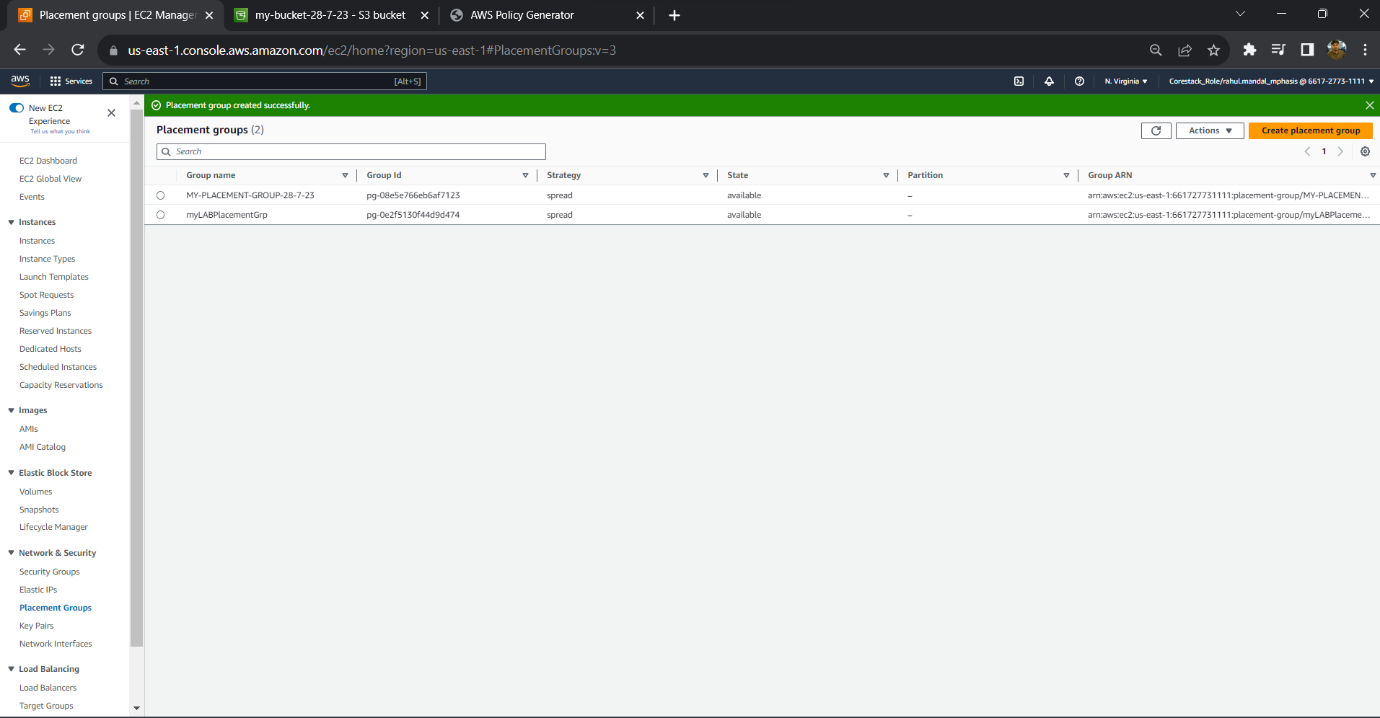 Placement groups | EC2 Manage
my-bucket-28-7-23 - S3 bucket
AWS Policy Generator
us-east-1.console.aws.amazon.com/ec2/home?region=us-east-1#PlacementGroups:v=3
aws
Services
Search
[Alt+S]
N. Virginia
Corestack_Role/rahul.mandal_mphasis @ 6617-2773-1111
New EC2
Experience
Tell us what you think
EC2 Dashboard
EC2 Global View
Events
Instances
Instances
Instance Types
Launch Templates
Spot Requests
Savings Plans
Reserved Instances
Dedicated Hosts
Scheduled Instances
Capacity Reservations
Images
AMIs
AMI Catalog
Elastic Block Store
Volumes
Snapshots
Lifecycle Manager
Network & Security
Security Groups
Elastic IPs
Placement Groups
Key Pairs
Network Interfaces
Load Balancing
Load Balancers
Target Groups
Placement group created successfully.
Placement groups (2)
Actions
Create placement group
Search
1
Group name Group Id Strategy State Partition Group ARN
MY-PLACEMENT-GROUP-28-7-23 pg-08e5e766eb6af7123 spread available – arn:aws:ec2:us-east-1:661727731111:placement-group/MY-PLACEMEN...
myLABPlacementGrp pg-0e2f5130f44d9d474 spread available – arn:aws:ec2:us-east-1:661727731111:placement-group/myLABPlaceme...